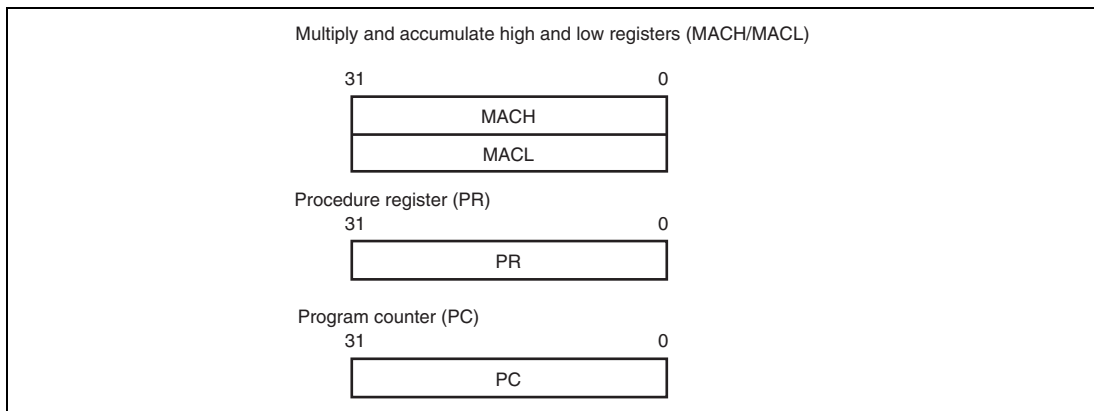 Multiply and accumulate high and low registers (MACH/MACL)
31 0
MACH
MACL
Procedure register (PR)
31 0
PR
Program counter (PC)
31 0
PC